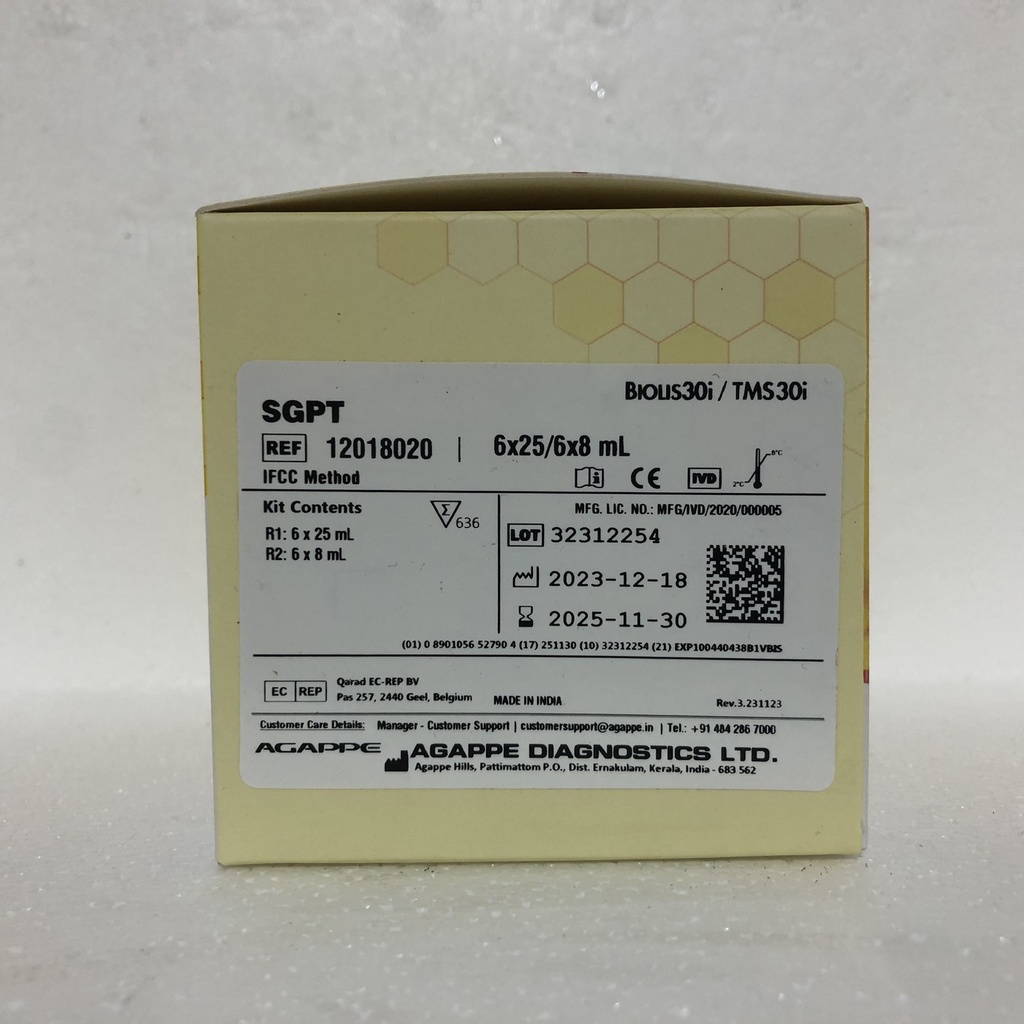 BIOLIS30i / TMS30i
SGPT
REF 12018020 | 6x25/6x8 mL
IFCC Method
IVD
2°C
8°C
Kit Contents
Σ 636
R1: 6 x 25 mL
R2: 6 x 8 mL
MFG. LIC. NO.: MFG/IVD/2020/000005
LOT 32312254
2023-12-18
2025-11-30
(01) 0 8901056 52790 4 (17) 251130 (10) 32312254 (21) EXP100440438B1VBIS
EC REP
Qarad EC-REP BV
Pas 257, 2440 Geel, Belgium
MADE IN INDIA
Rev.3.231123
Customer Care Details: Manager - Customer Support | customersupport@agappe.in | Tel.: +91 484 286 7000
AGAPPE AGAPPE DIAGNOSTICS LTD.
Agappe Hills, Pattimattom P.O., Dist. Ernakulam, Kerala, India - 683 562